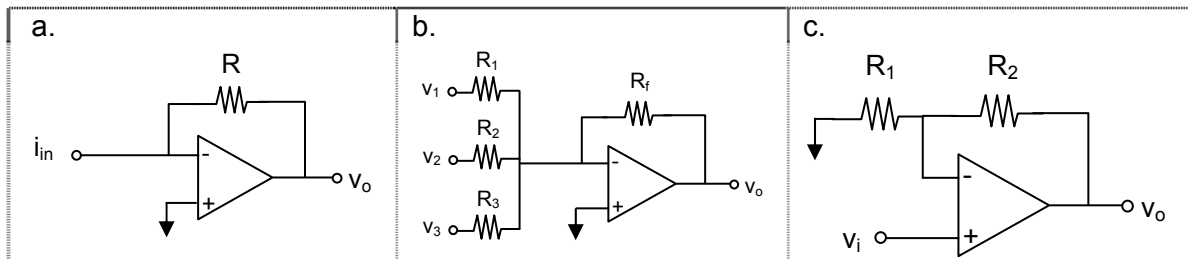 a.
R
i_in
-
+
v_o
b.
R_1
v_1
R_f
R_2
v_2
-
v_o
R_3
+
v_3
c.
R_1
R_2
-
v_o
v_i
+